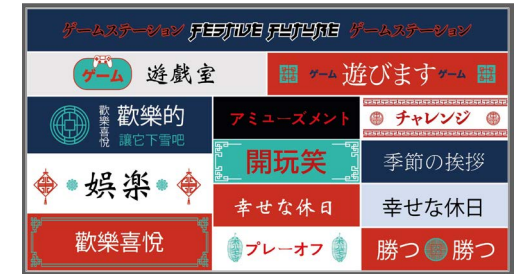 ゲームステーション FESTIVE FUTURE ゲームステーション
ゲーム 遊戲室
ゲーム 遊びます ゲーム
歡樂喜悅 歡樂的
讓它下雪吧
アミューズメント
チャレンジ
開玩笑
季節の挨拶
娯楽
幸せな休日
幸せな休日
歡樂喜悅
プレーオフ
勝つ 勝つ